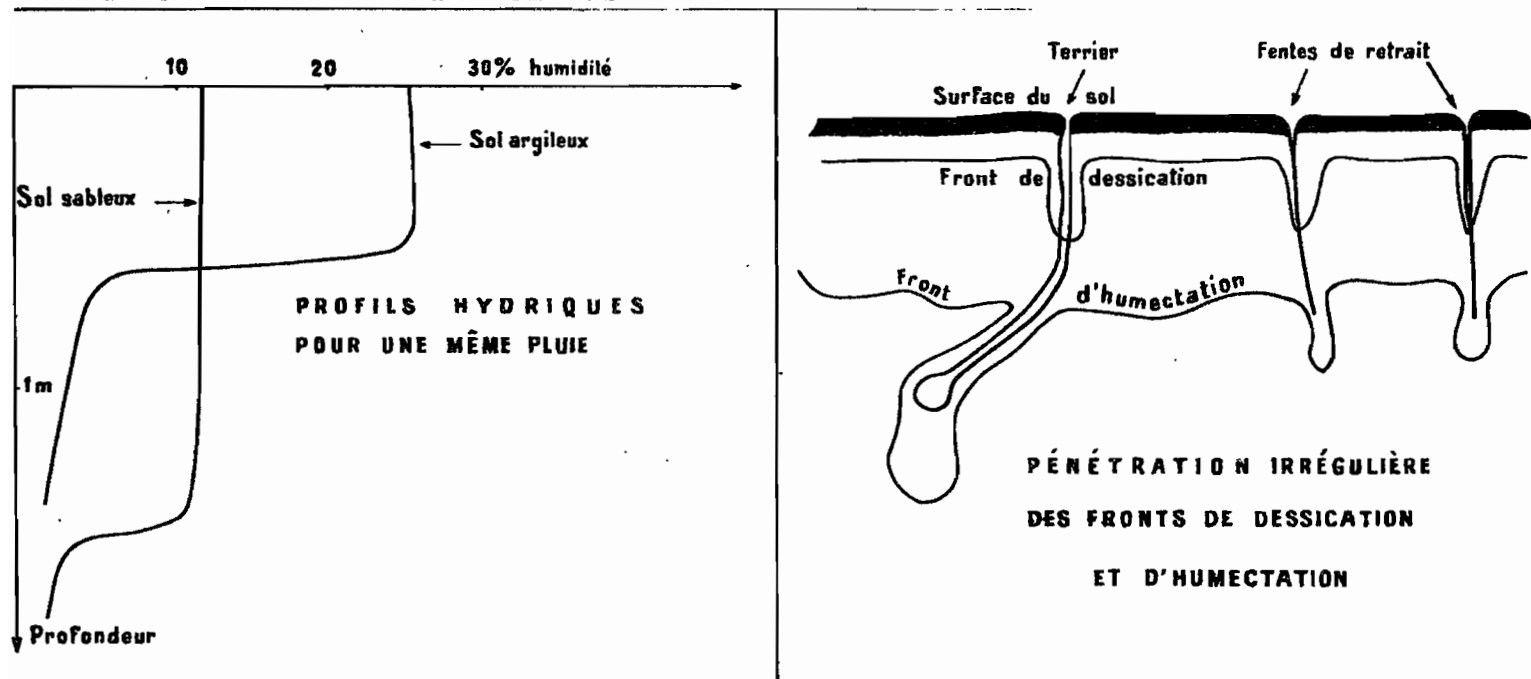 10 20 30% humidité
Sol argileux
Sol sableux
PROFILS HYDRIQUES
POUR UNE MÊME PLUIE
1m
Profondeur
Terrier Fentes de retrait
Surface du sol
Front de dessication
Front d'humectation
PÉNÉTRATION IRRÉGULIÈRE
DES FRONTS DE DESSICATION
ET D'HUMECTATION